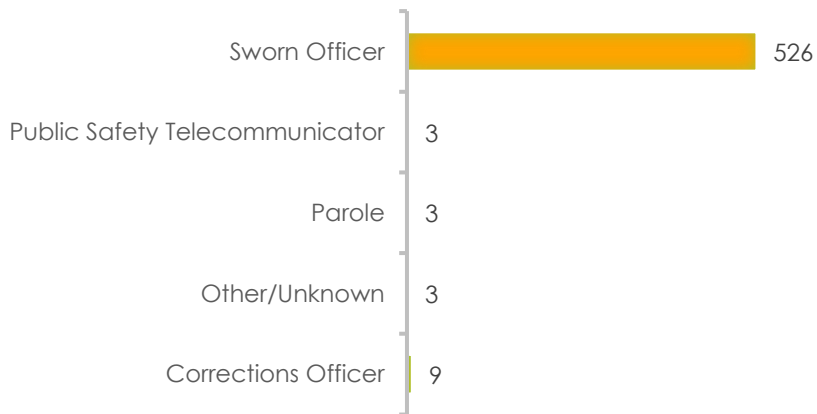 Sworn Officer 526
Public Safety Telecommunicator 3
Parole 3
Other/Unknown 3
Corrections Officer 9